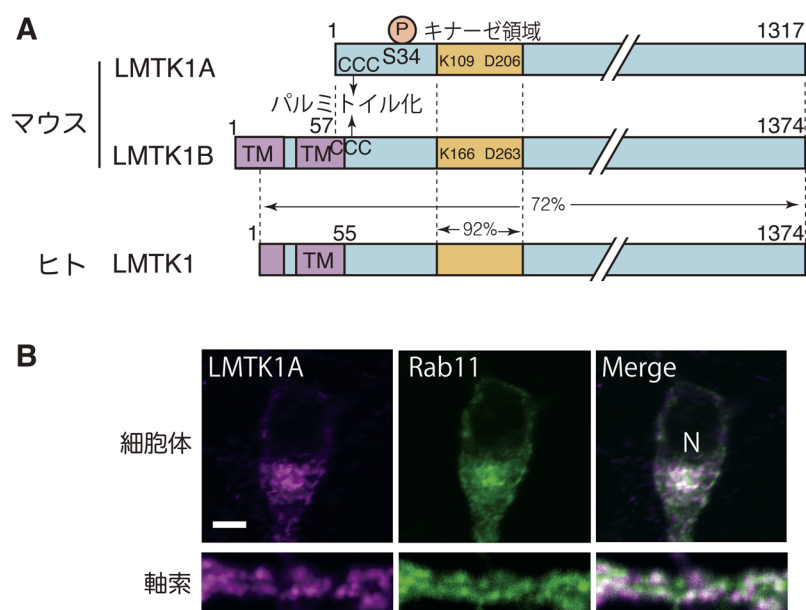 A
1
P
キナーゼ領域
1317
マウス
LMTK1A
CCC
S34
K109 D206
パルミトイル化
1
57
1374
LMTK1B
TM
TM
CCC
K166 D263
72%
92%
1
55
1374
ヒト
LMTK1
TM
B
LMTK1A
Rab11
Merge
細胞体
N
軸索